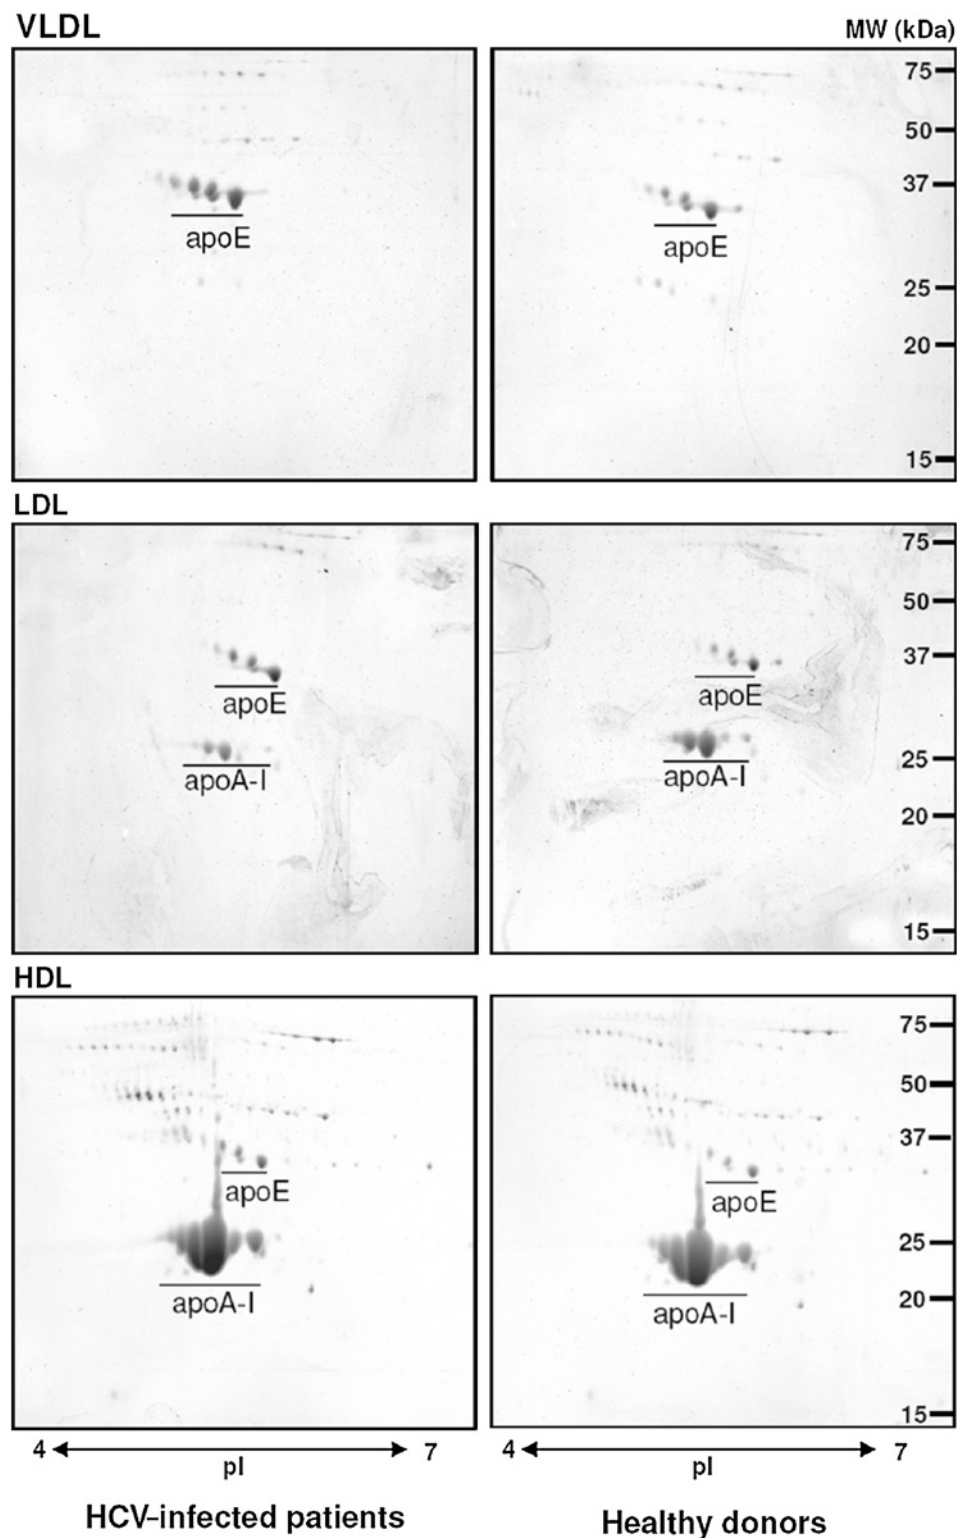 VLDL
MW (kDa)
75
50
37
apoE
apoE
25
20
15
LDL
75
50
37
apoE
apoE
25
apoA-I
apoA-I
20
15
HDL
75
50
37
apoE
apoE
25
20
apoA-I
apoA-I
15
4 7
pI
4 7
pI
HCV-infected patients
Healthy donors